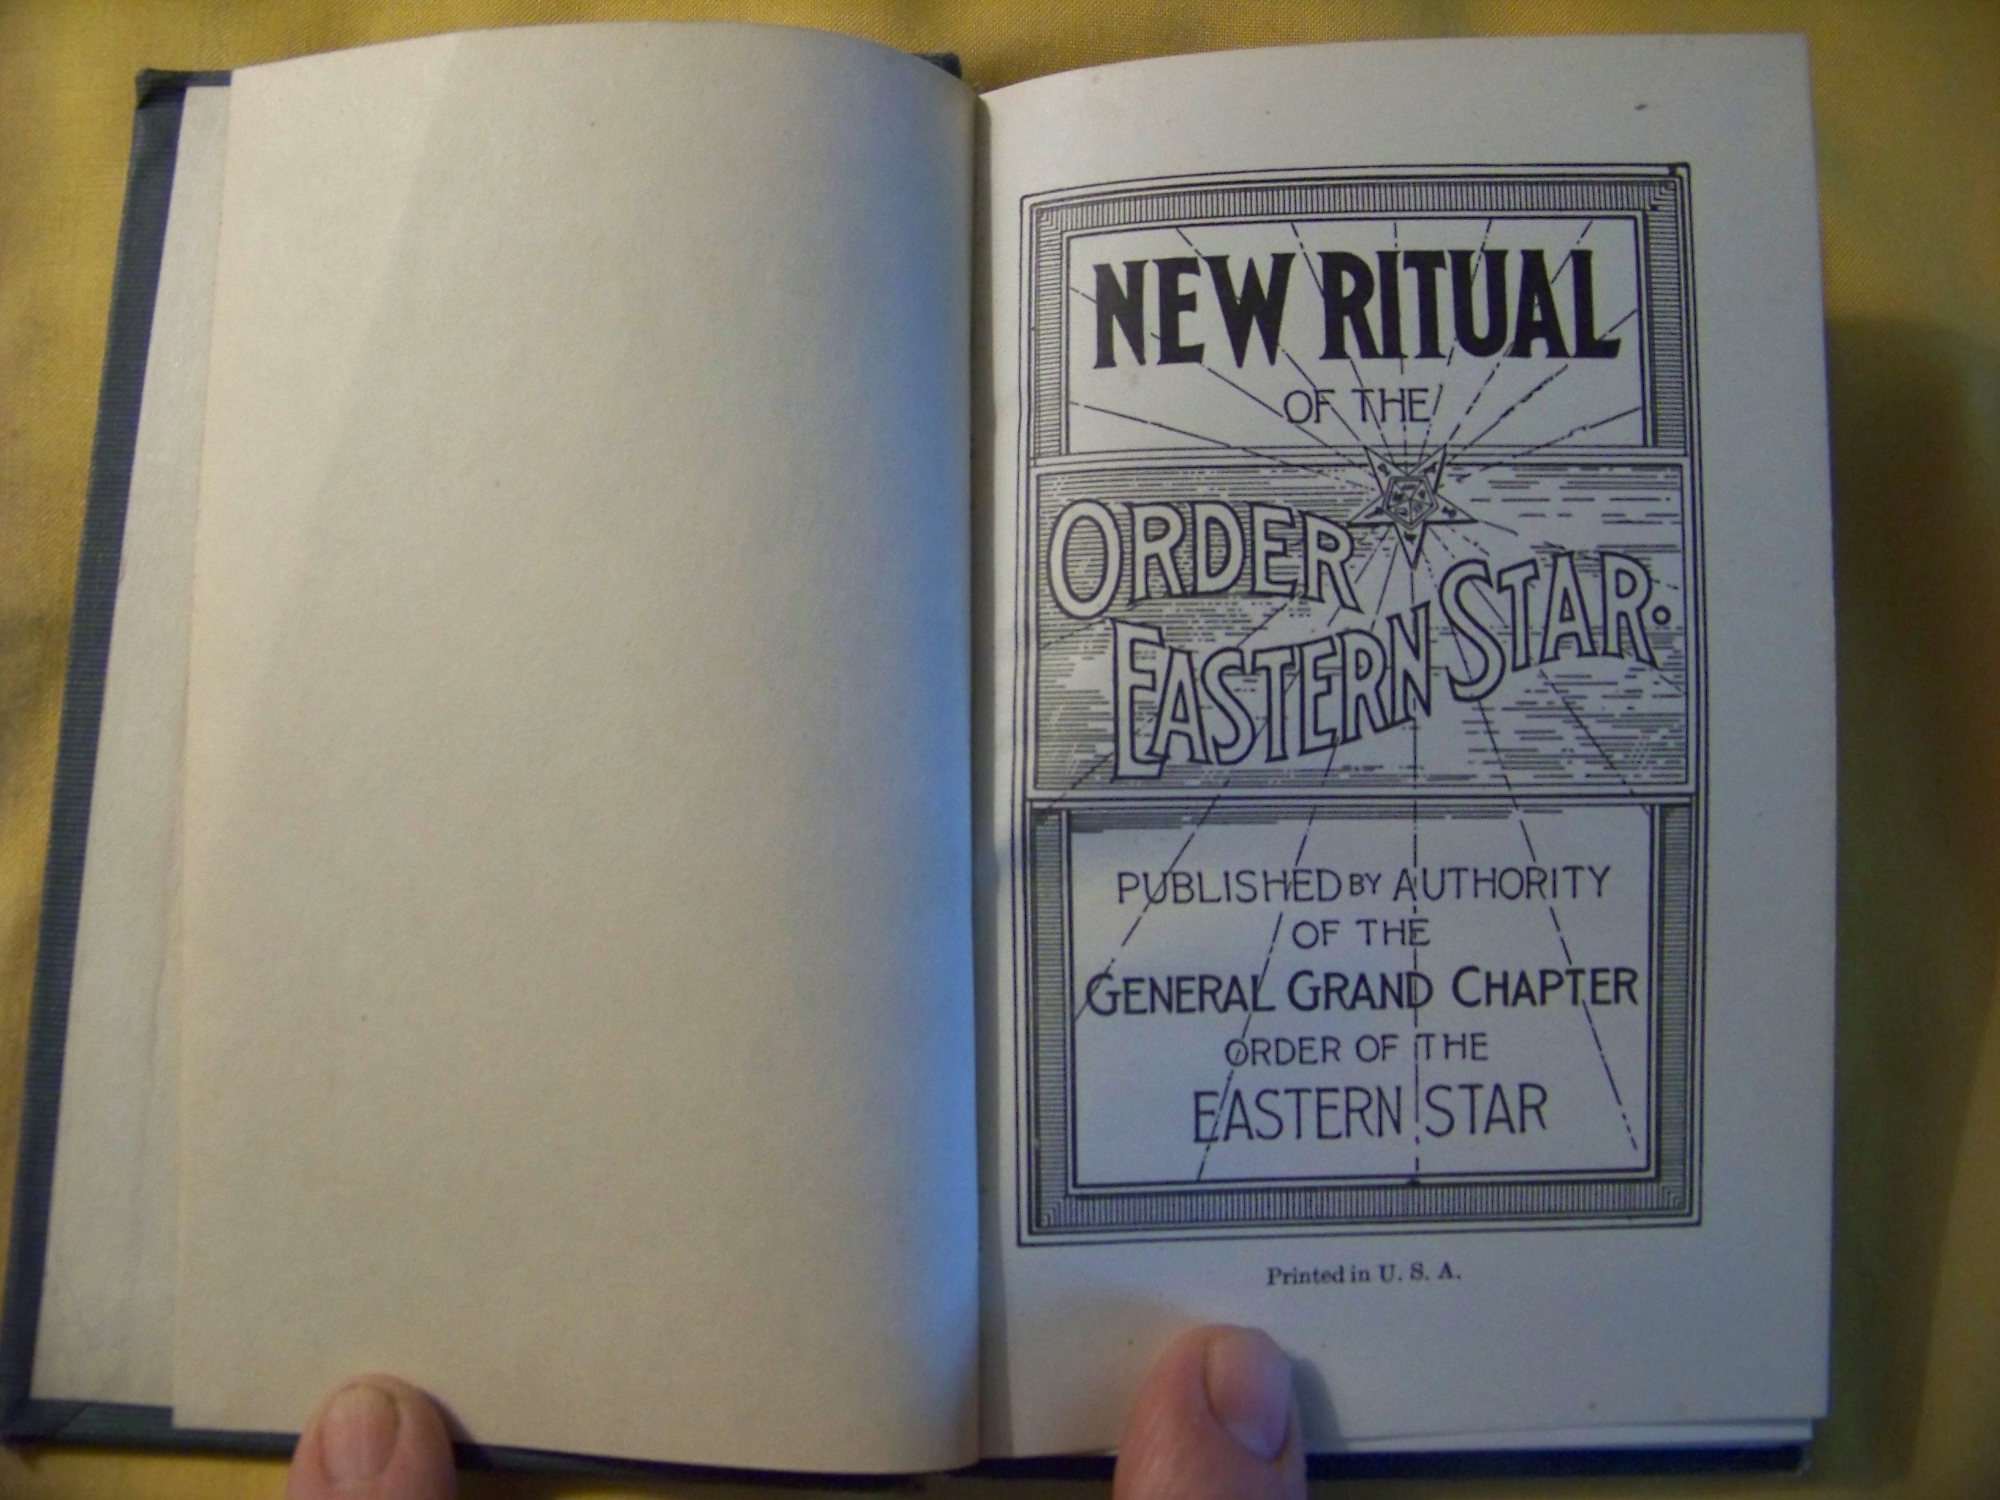 NEW RITUAL
OF THE
ORDER
EASTERN STAR.
PUBLISHED BY AUTHORITY
OF THE
GENERAL GRAND CHAPTER
ORDER OF THE
EASTERN STAR
Printed in U. S. A.